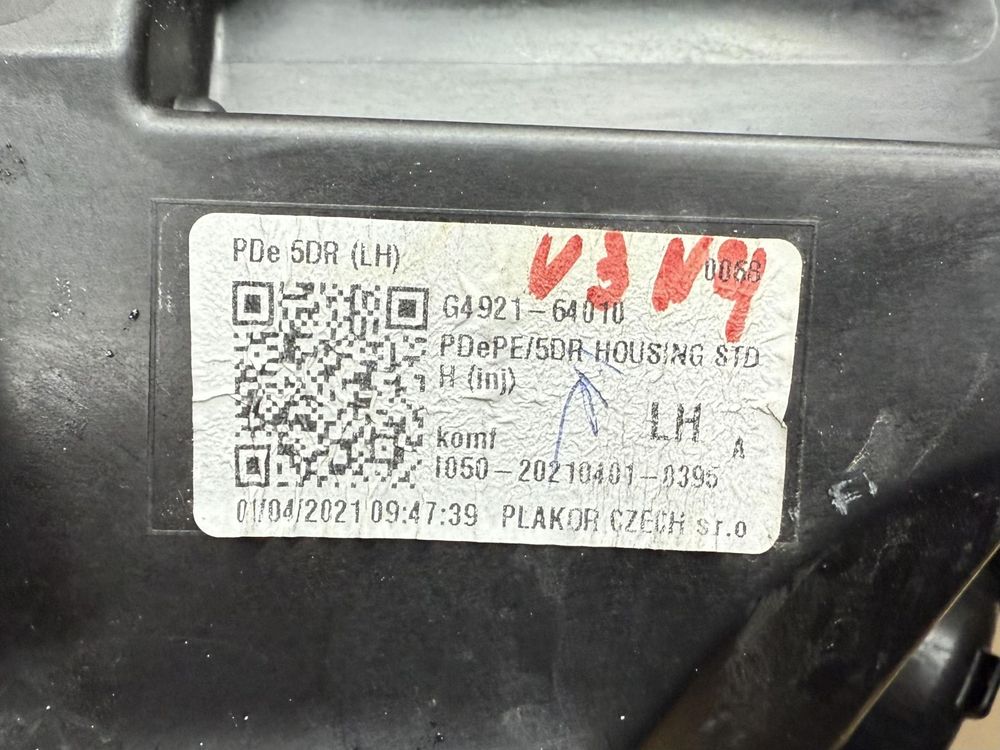 PDe 5DR (LH)
V3 V4
0068
G4921-64010
PDePE/5DR HOUSING STD
H (inj)
LH
komf
A
I050-20210401-0395
01/04/2021 09:47:39 PLAKOR CZECH s.r.o